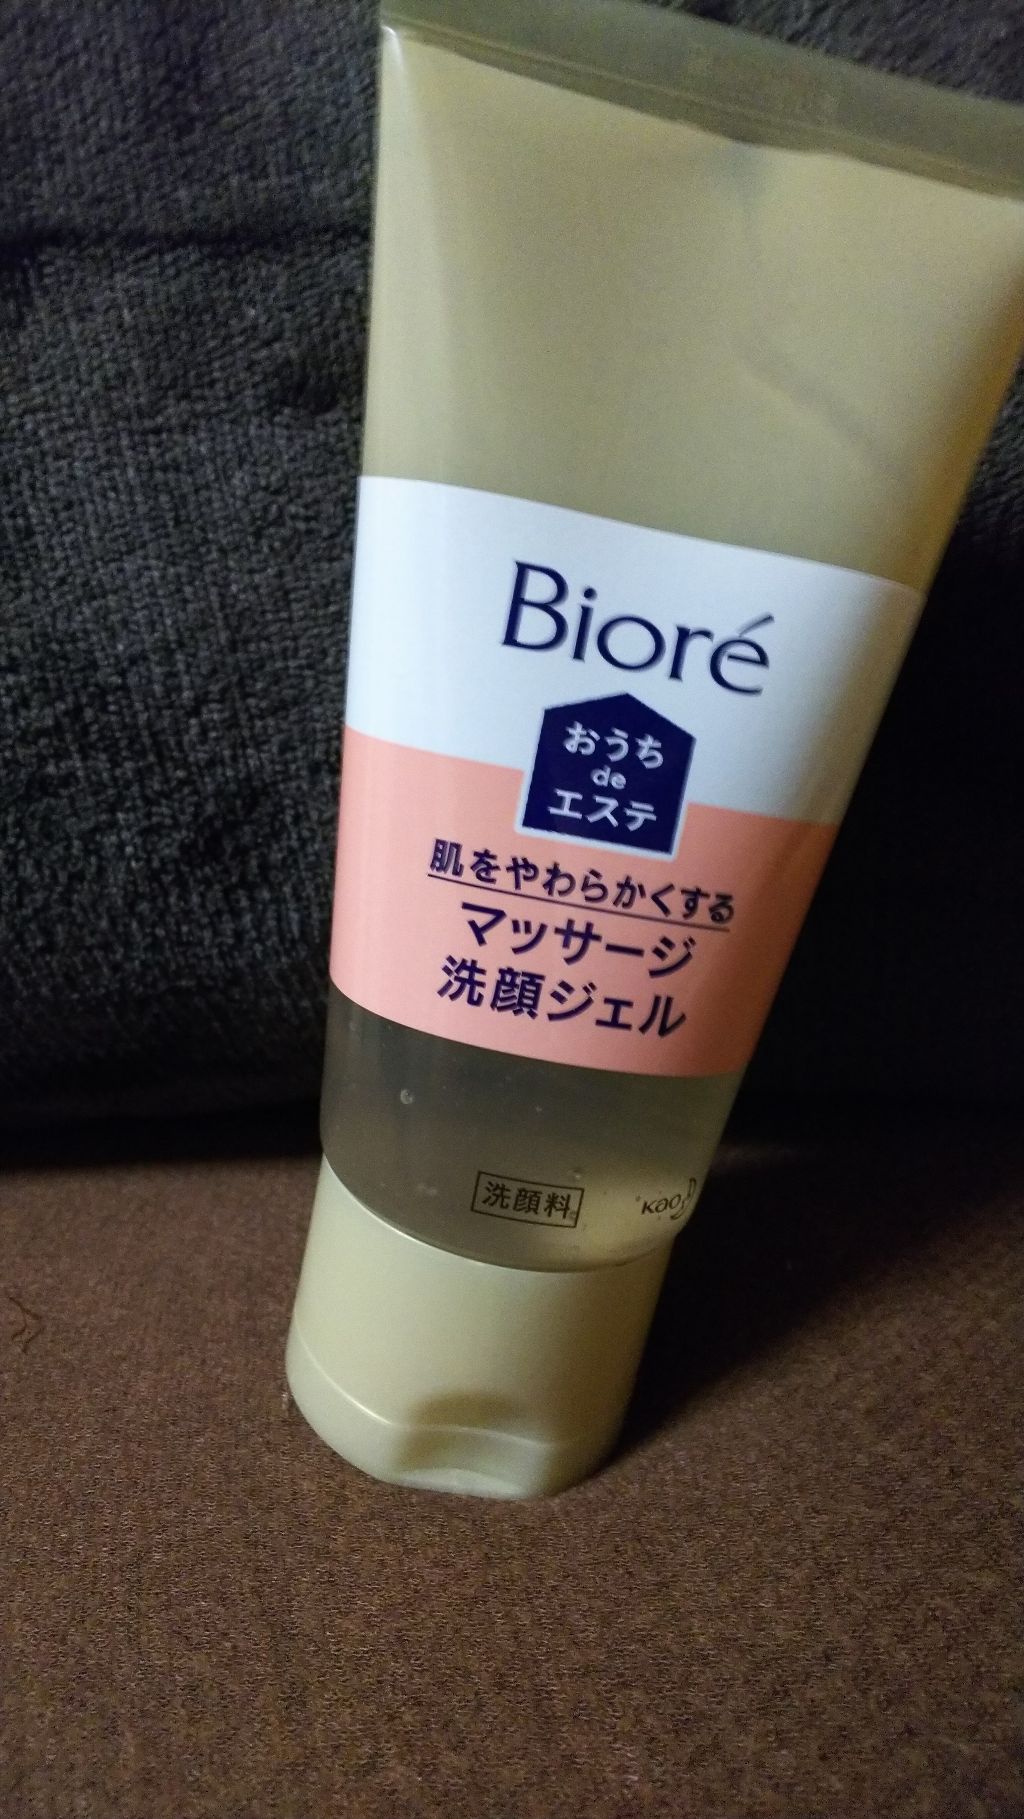 Bioré
おうち
de
エステ
肌をやわらかくする
マッサージ
洗顔ジェル
洗顔料
Kao